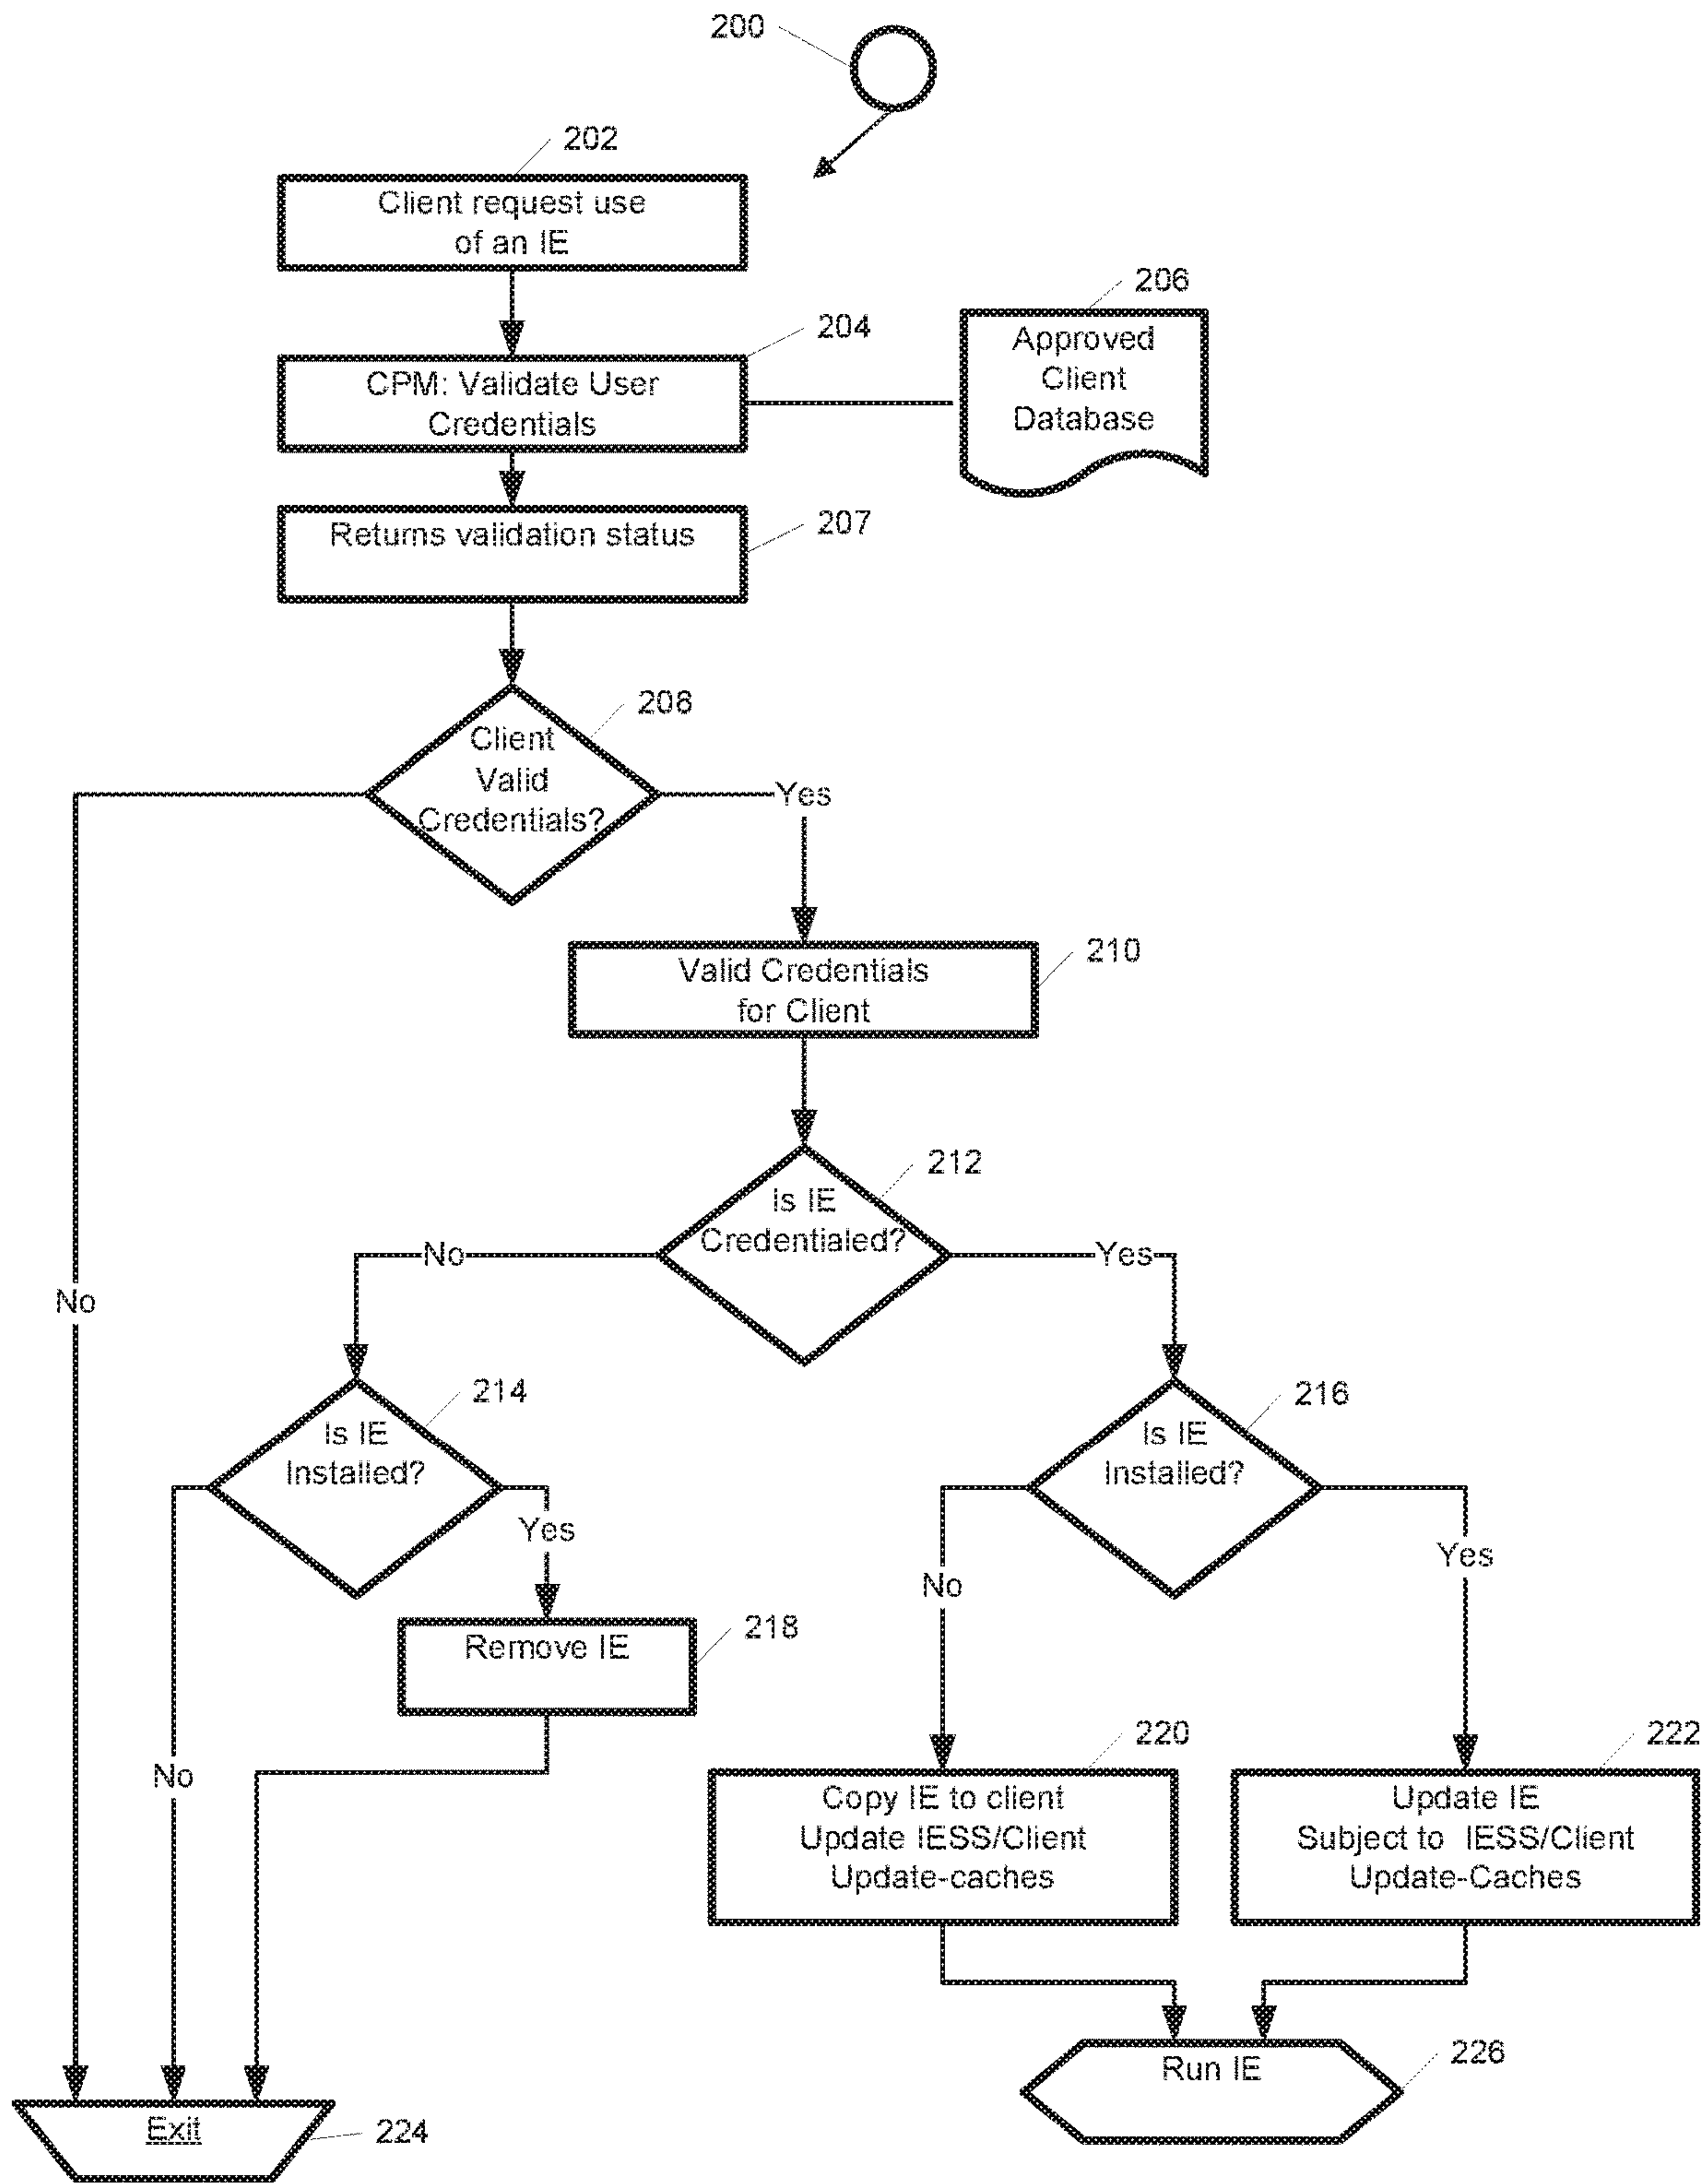 200
202
Client request use
of an IE
206
204
Approved
Client
Database
CPM: Validate User
Credentials
207
Returns validation status
208
Client
Valid
Credentials?
Yes
210
Valid Credentials
for Client
212
Is IE
Credentialed?
No
Yes
No
214
216
Is IE
Installed?
Is IE
Installed?
Yes
Yes
No
218
Remove IE
220
222
No
Copy IE to client
Update IESS/Client
Update-caches
Update IE
Subject to IESS/Client
Update-Caches
226
Run IE
Exit
224